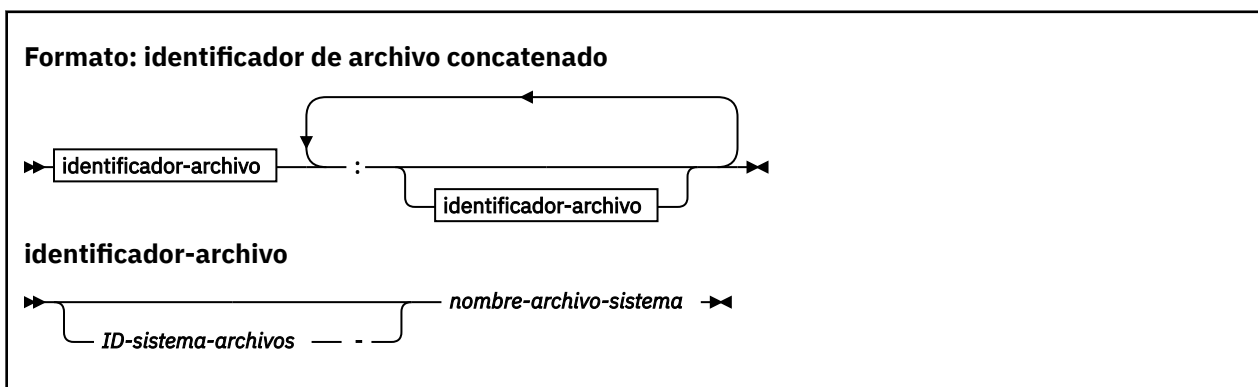 Formato: identificador de archivo concatenado
identificador-archivo :
identificador-archivo
identificador-archivo
nombre-archivo-sistema
ID-sistema-archivos -